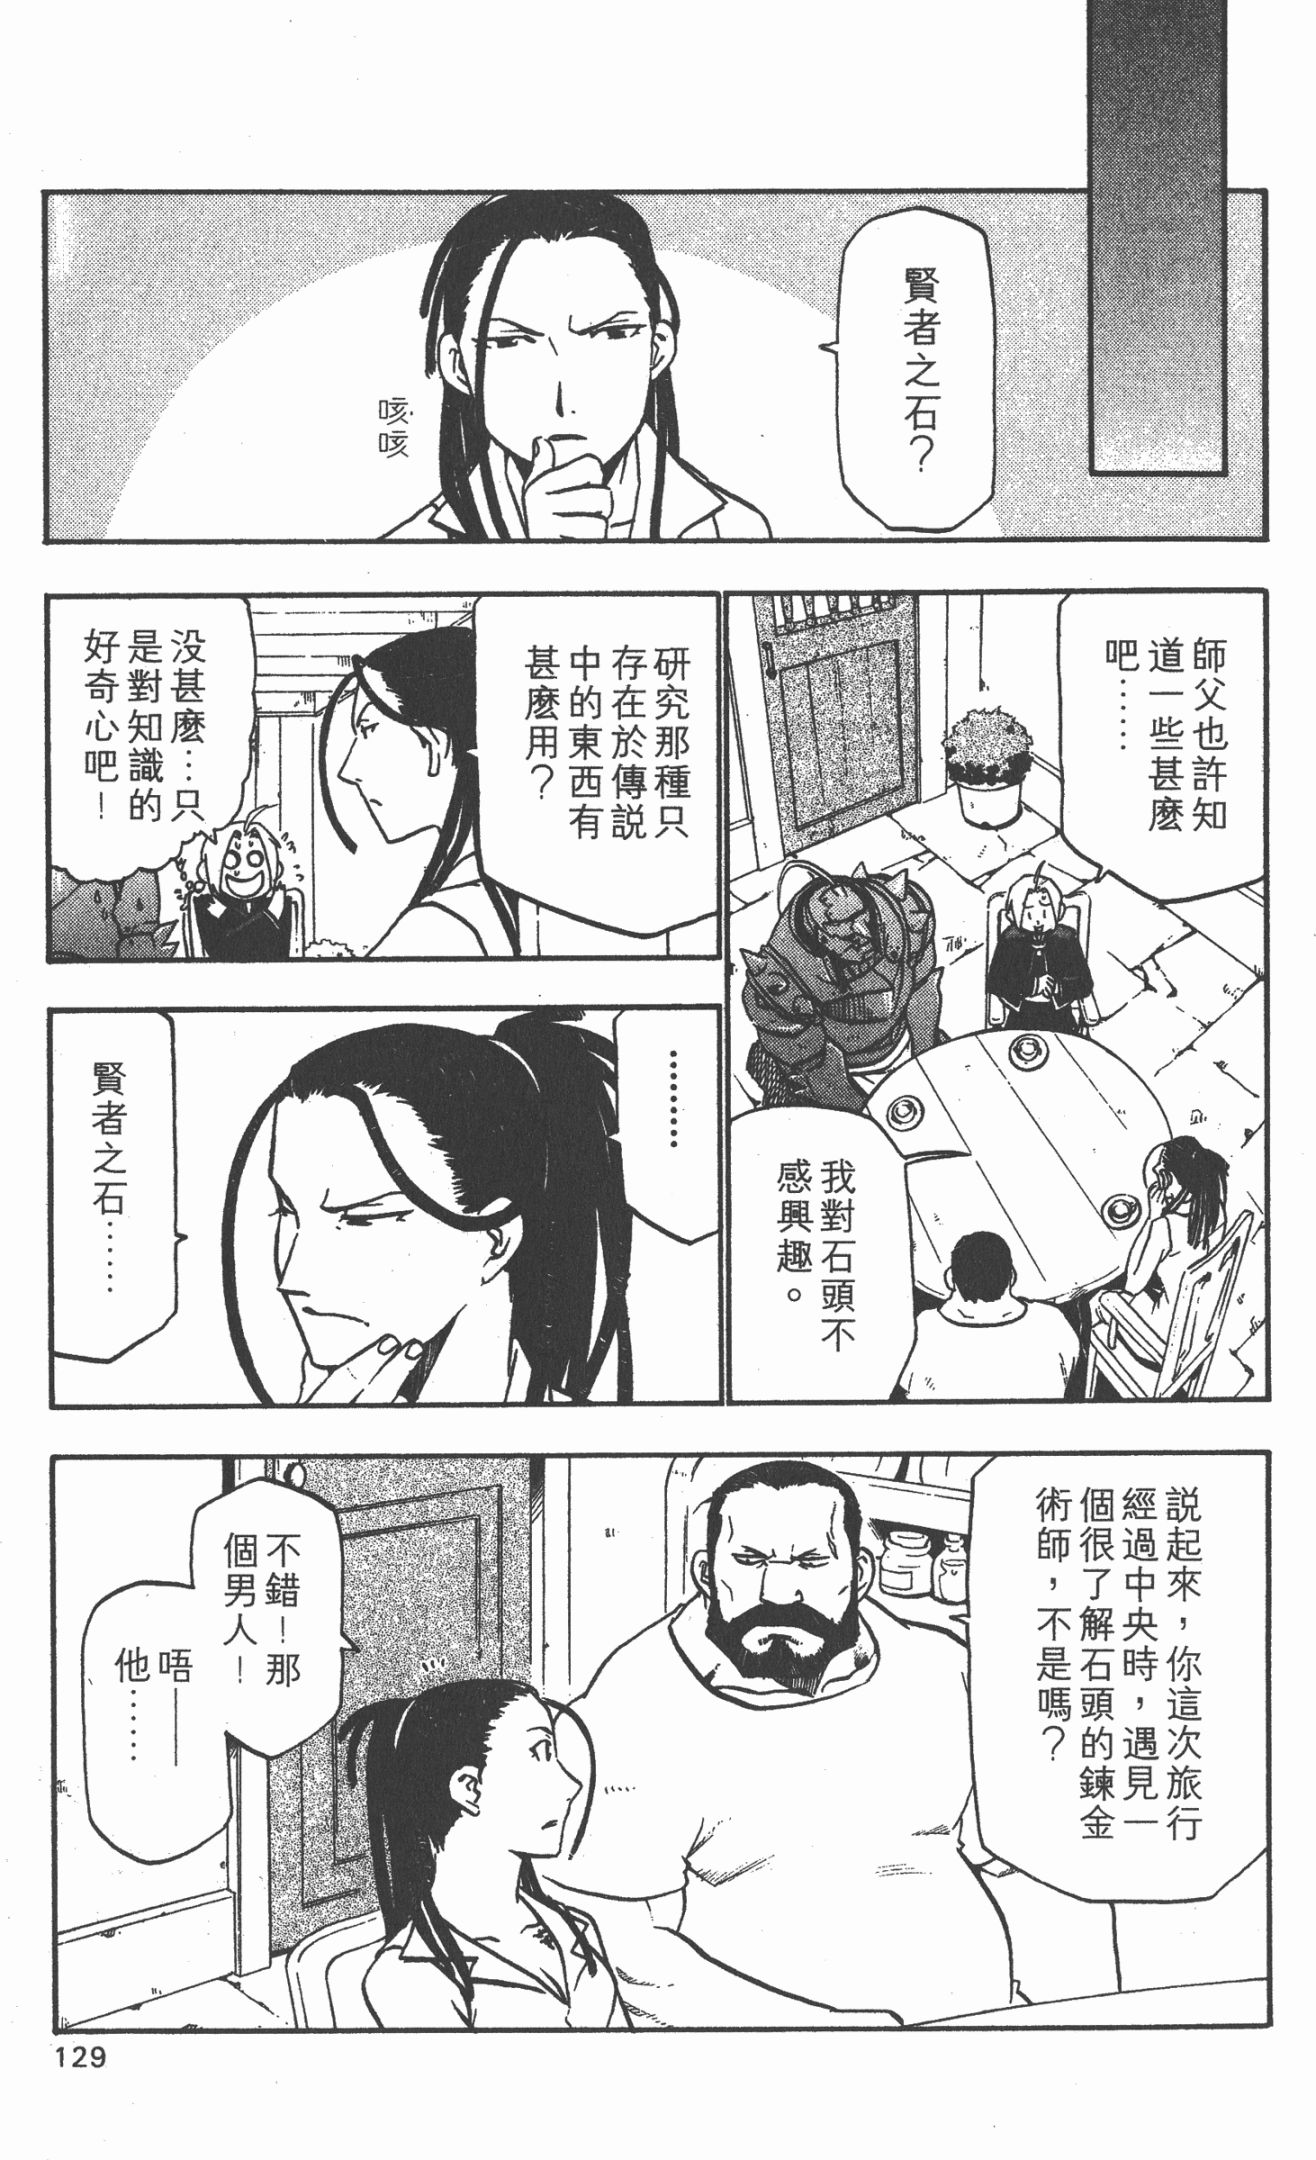 賢者之石？
咳咳
師父也許知
道一些甚麼
吧……
我對石頭不
感興趣。
研究那種只
存在於傳説
中的東西有
甚麼用？
没甚麼…只
是對知識的
好奇心吧！
………
賢者之石……
説起來，你這次旅行
經過中央時，遇見一
個很了解石頭的鍊金
術師，不是嗎？
不錯！那
個男人！
唔——
他……
129